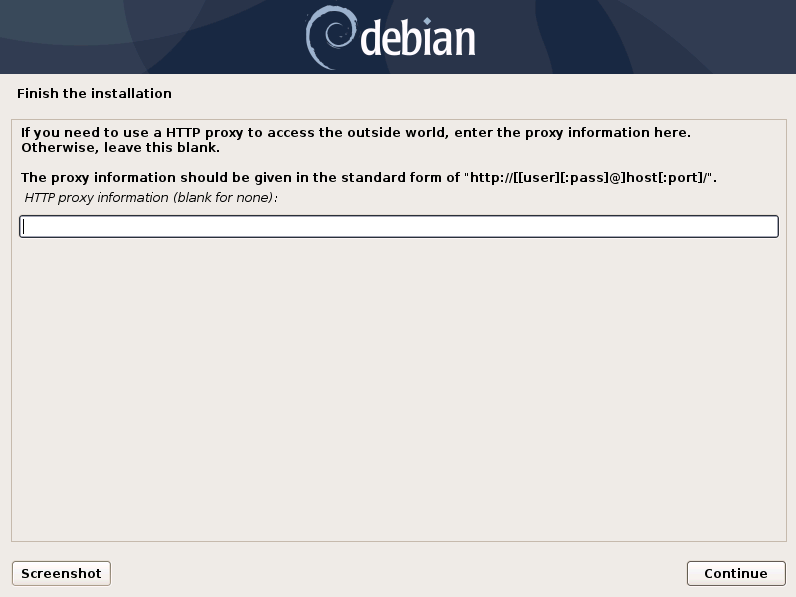 debian
Finish the installation
If you need to use a HTTP proxy to access the outside world, enter the proxy information here.
Otherwise, leave this blank.
The proxy information should be given in the standard form of "http://[[user][:pass]@]host[:port]/".
HTTP proxy information (blank for none):
Screenshot
Continue